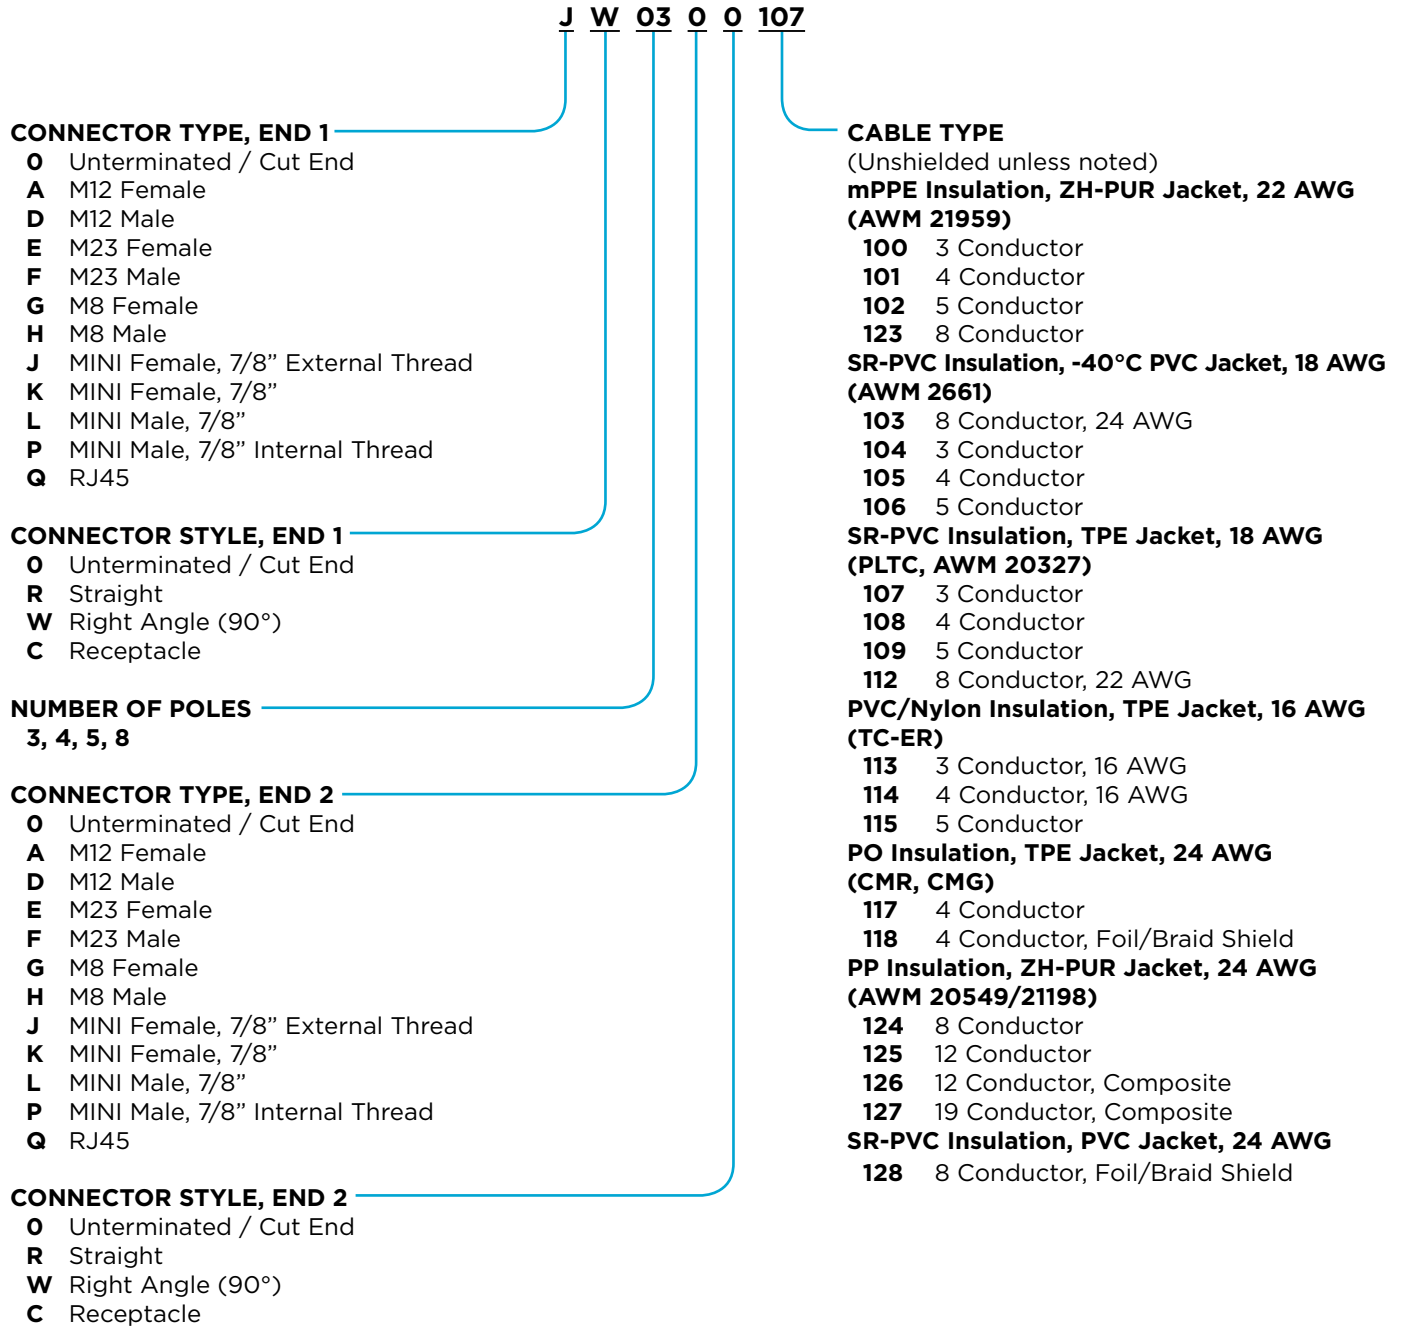 J W 03 0 0 107
CONNECTOR TYPE, END 1
0 Unterminated / Cut End
A M12 Female
D M12 Male
E M23 Female
F M23 Male
G M8 Female
H M8 Male
J MINI Female, 7/8” External Thread
K MINI Female, 7/8”
L MINI Male, 7/8”
P MINI Male, 7/8” Internal Thread
Q RJ45
CONNECTOR STYLE, END 1
0 Unterminated / Cut End
R Straight
W Right Angle (90°)
C Receptacle
NUMBER OF POLES
3, 4, 5, 8
CONNECTOR TYPE, END 2
0 Unterminated / Cut End
A M12 Female
D M12 Male
E M23 Female
F M23 Male
G M8 Female
H M8 Male
J MINI Female, 7/8” External Thread
K MINI Female, 7/8”
L MINI Male, 7/8”
P MINI Male, 7/8” Internal Thread
Q RJ45
CONNECTOR STYLE, END 2
0 Unterminated / Cut End
R Straight
W Right Angle (90°)
C Receptacle
CABLE TYPE
(Unshielded unless noted)
mPPE Insulation, ZH-PUR Jacket, 22 AWG
(AWM 21959)
100 3 Conductor
101 4 Conductor
102 5 Conductor
123 8 Conductor
SR-PVC Insulation, -40°C PVC Jacket, 18 AWG
(AWM 2661)
103 8 Conductor, 24 AWG
104 3 Conductor
105 4 Conductor
106 5 Conductor
SR-PVC Insulation, TPE Jacket, 18 AWG
(PLTC, AWM 20327)
107 3 Conductor
108 4 Conductor
109 5 Conductor
112 8 Conductor, 22 AWG
PVC/Nylon Insulation, TPE Jacket, 16 AWG
(TC-ER)
113 3 Conductor, 16 AWG
114 4 Conductor, 16 AWG
115 5 Conductor
PO Insulation, TPE Jacket, 24 AWG
(CMR, CMG)
117 4 Conductor
118 4 Conductor, Foil/Braid Shield
PP Insulation, ZH-PUR Jacket, 24 AWG
(AWM 20549/21198)
124 8 Conductor
125 12 Conductor
126 12 Conductor, Composite
127 19 Conductor, Composite
SR-PVC Insulation, PVC Jacket, 24 AWG
128 8 Conductor, Foil/Braid Shield